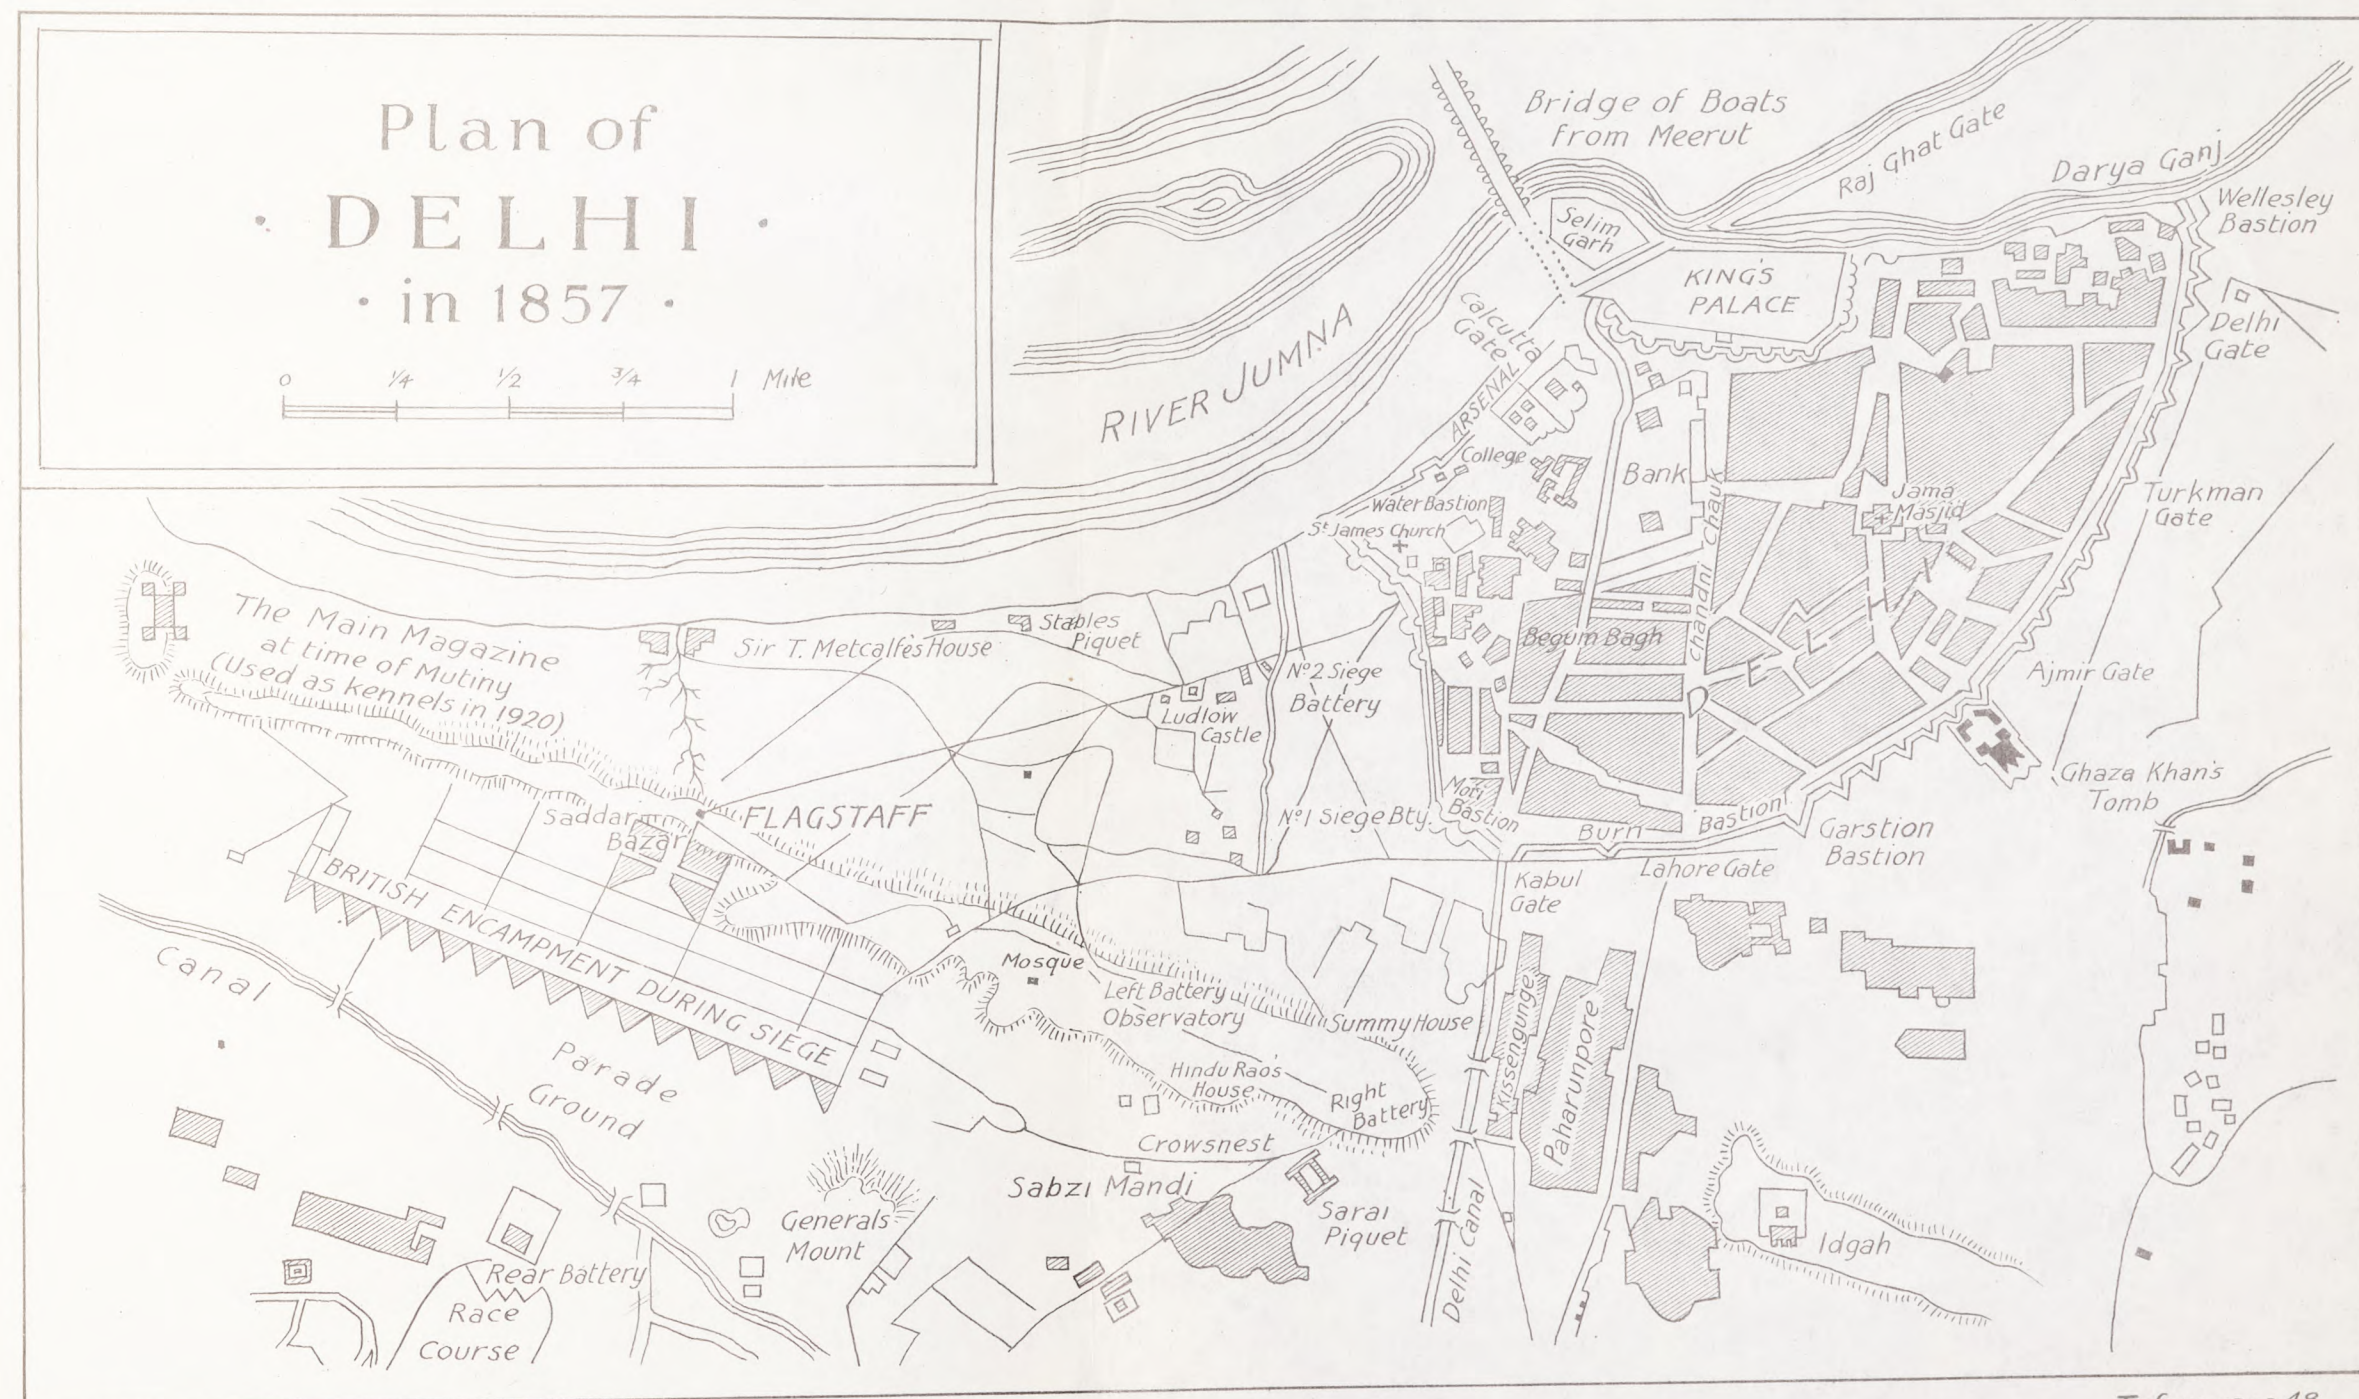 Plan of
· DELHI ·
· in 1857 ·
0 1/4 1/2 3/4 1 Mile
Bridge of Boats
from Meerut
Raj Ghat Gate
Darya Ganj
Wellesley
Bastion
Selim
Garh
KING'S
PALACE
Delhi
Gate
Calcutta
Gate
RIVER JUMNA
ARSENAL
College
Bank
Chandni Chauk
Water Bastion
St James Church
Jama
Masjid
Turkman
Gate
The Main Magazine
at time of Mutiny
(Used as kennels in 1920)
Sir T. Metcalfe's House
Stables
Piquet
Begum Bagh
D E L H I
No 2 Siege
Battery
Ajmir Gate
Ludlow
Castle
Ghaza Khan's
Tomb
Moti
Bastion
No 1 Siege Bty.
Burn Bastion
Garstion
Bastion
Saddar
Bazar
FLAGSTAFF
Lahore Gate
Kabul
Gate
BRITISH ENCAMPMENT DURING SIEGE
Canal
Mosque
Left Battery
Observatory
Summy House
Kissengunge
Paharunpore
Parade
Ground
Hindu Rao's
House
Right
Battery
Crowsnest
Sabzi Mandi
Sarai
Piquet
Delhi Canal
Idgah
Generals
Mount
Rear Battery
Race
Course